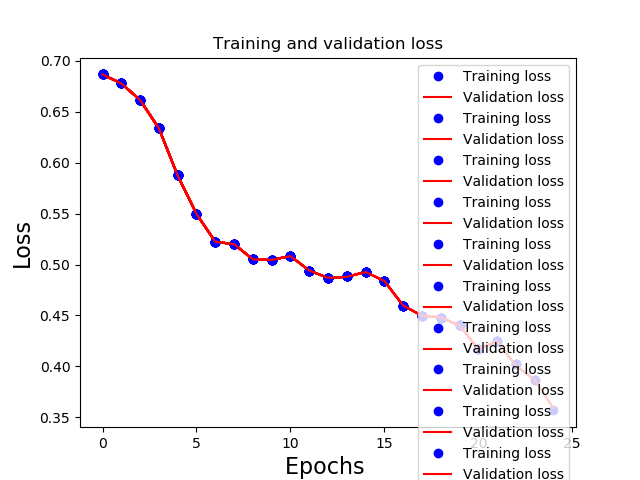 Training and validation loss
0.70
0.65
0.60
0.55
0.50
0.45
0.40
0.35
Loss
0
5
10
15
20
25
Epochs
Training loss
Validation loss
Training loss
Validation loss
Training loss
Validation loss
Training loss
Validation loss
Training loss
Validation loss
Training loss
Validation loss
Training loss
Validation loss
Training loss
Validation loss
Training loss
Validation loss
Training loss
Validation loss